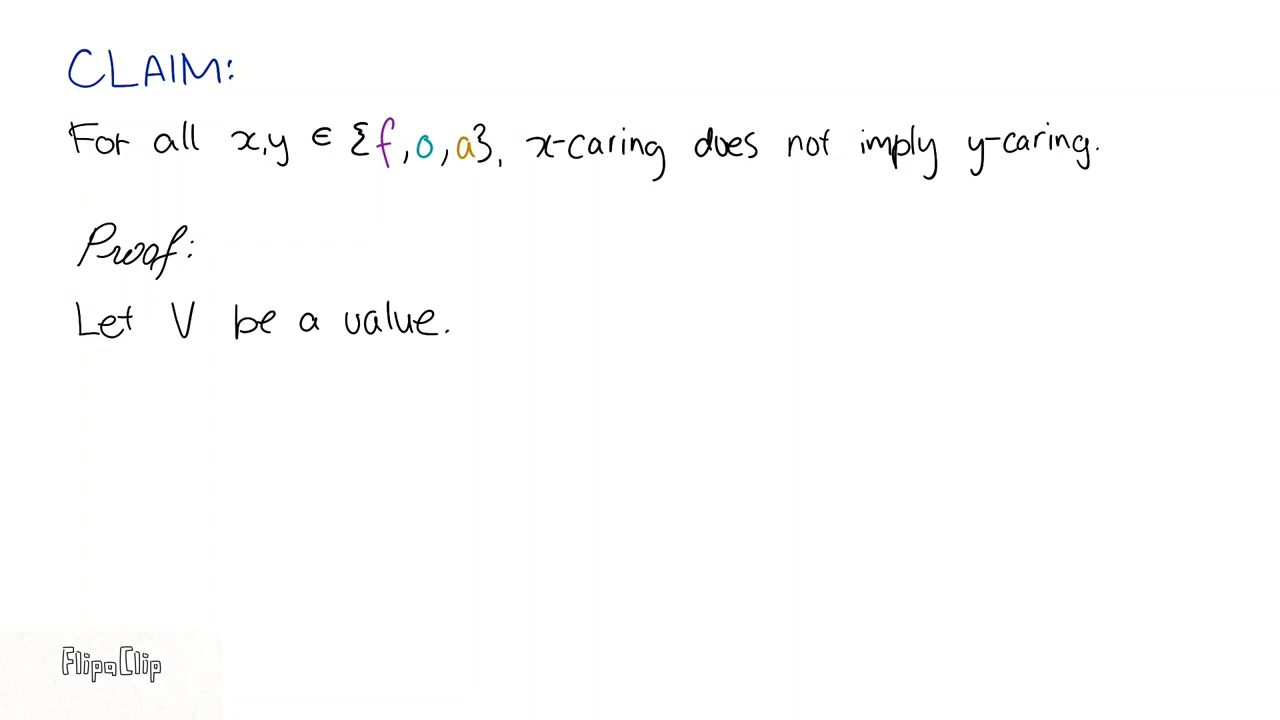 CLAIM:
For all x,y ∈ {f,o,a}, x-caring does not imply y-caring.
Proof:
Let V be a value.
FlipaClip